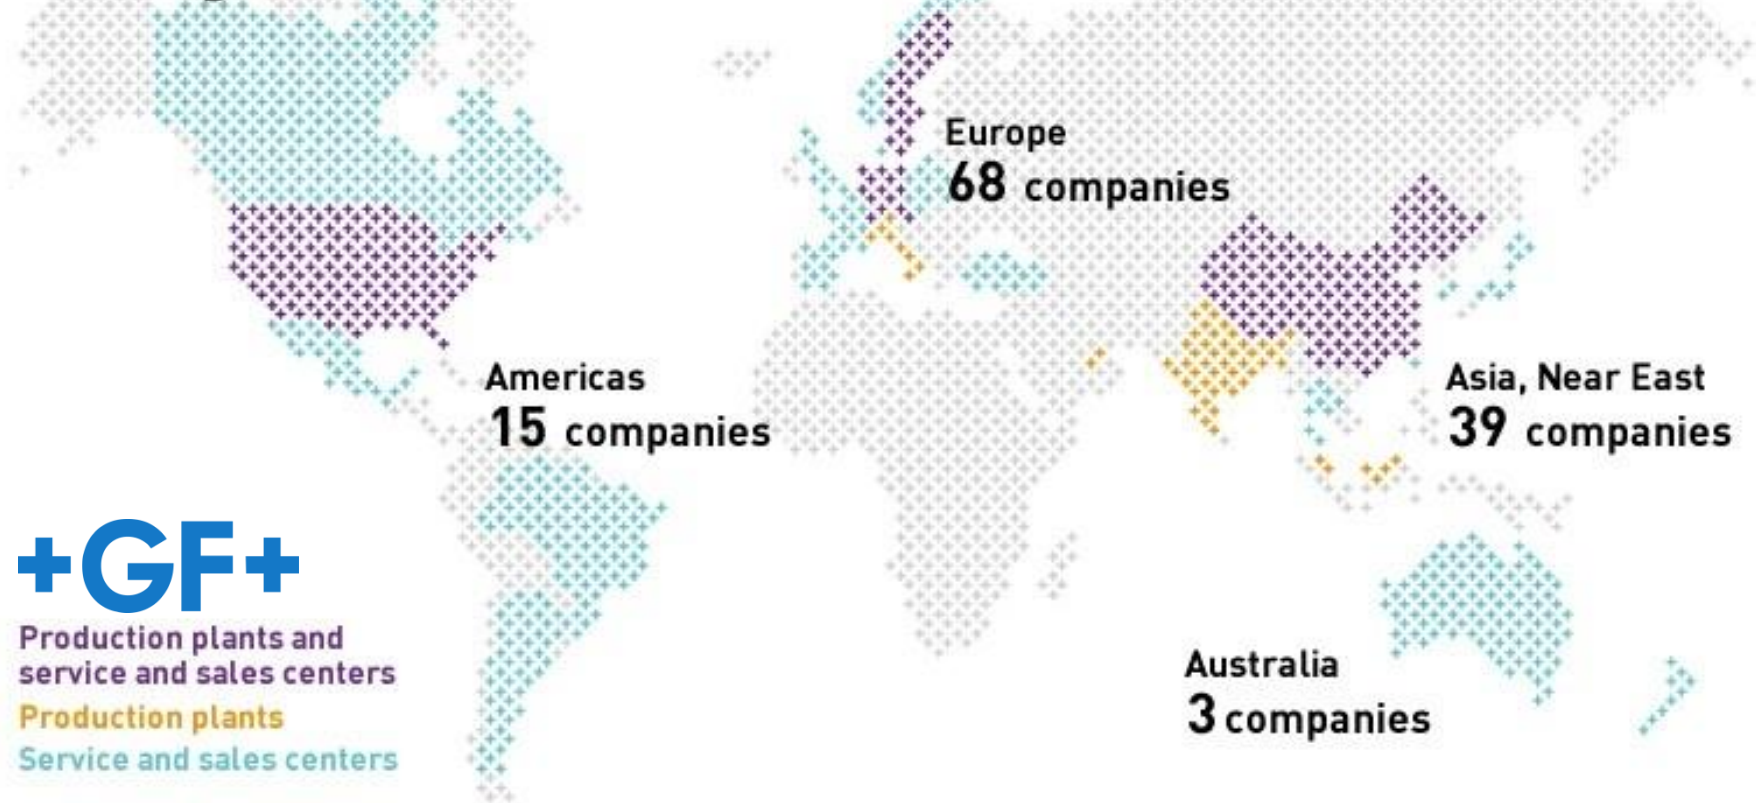 Europe
68 companies
Americas
15 companies
Asia, Near East
39 companies
+GF+
Production plants and
service and sales centers
Production plants
Service and sales centers
Australia
3 companies